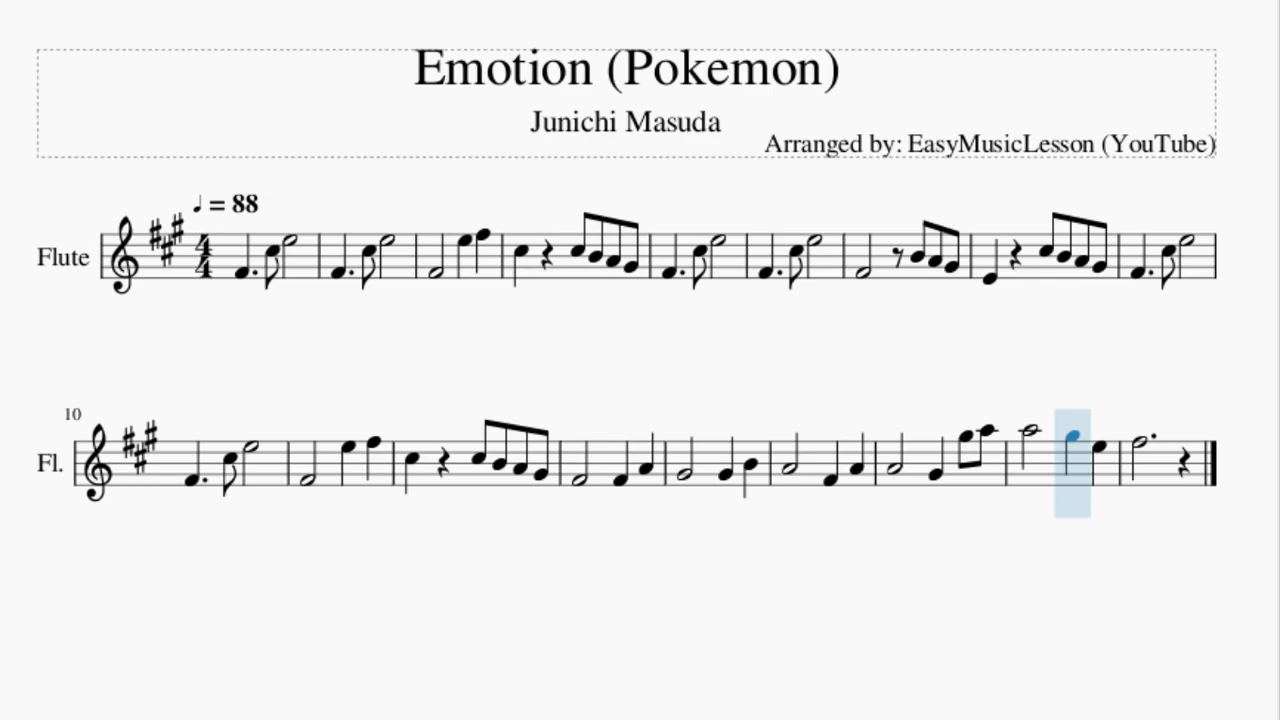 Emotion (Pokemon)
Junichi Masuda
Arranged by: EasyMusicLesson (YouTube)
♩ = 88
Flute
4
4
10
Fl.